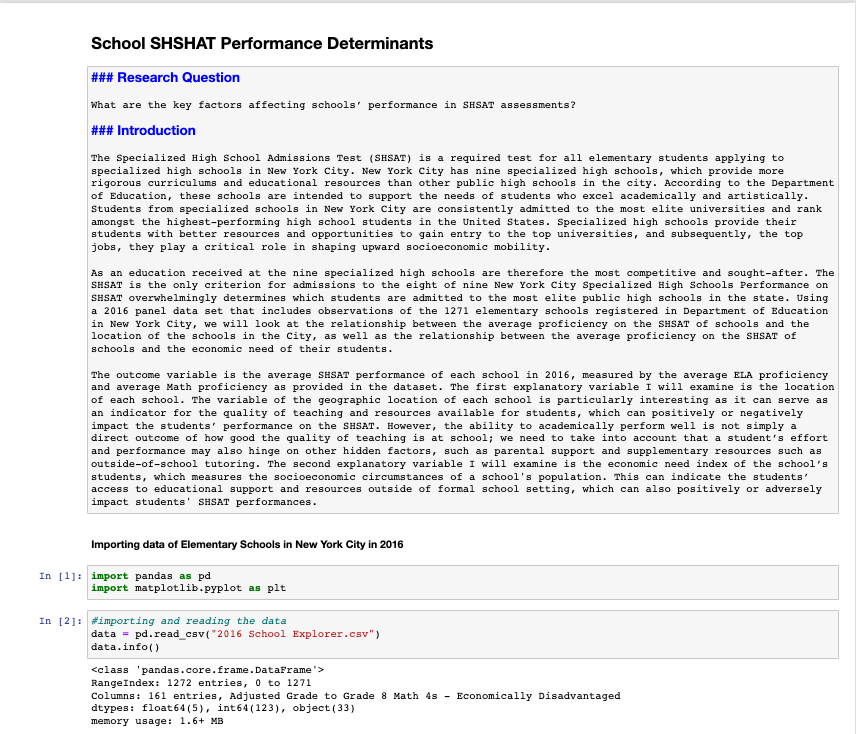 School SHSHAT Performance Determinants
### Research Question
What are the key factors affecting schools’ performance in SHSAT assessments?
### Introduction
The Specialized High School Admissions Test (SHSAT) is a required test for all elementary students applying to
specialized high schools in New York City. New York City has nine specialized high schools, which provide more
rigorous curriculums and educational resources than other public high schools in the city. According to the Department
of Education, these schools are intended to support the needs of students who excel academically and artistically.
Students from specialized schools in New York City are consistently admitted to the most elite universities and rank
amongst the highest-performing high school students in the United States. Specialized high schools provide their
students with better resources and opportunities to gain entry to the top universities, and subsequently, the top
jobs, they play a critical role in shaping upward socioeconomic mobility.
As an education received at the nine specialized high schools are therefore the most competitive and sought-after. The
SHSAT is the only criterion for admissions to the eight of nine New York City Specialized High Schools Performance on
SHSAT overwhelmingly determines which students are admitted to the most elite public high schools in the state. Using
a 2016 panel data set that includes observations of the 1271 elementary schools registered in Department of Education
in New York City, we will look at the relationship between the average proficiency on the SHSAT of schools and the
location of the schools in the City, as well as the relationship between the average proficiency on the SHSAT of
schools and the economic need of their students.
The outcome variable is the average SHSAT performance of each school in 2016, measured by the average ELA proficiency
and average Math proficiency as provided in the dataset. The first explanatory variable I will examine is the location
of each school. The variable of the geographic location of each school is particularly interesting as it can serve as
an indicator for the quality of teaching and resources available for students, which can positively or negatively
impact the students’ performance on the SHSAT. However, the ability to academically perform well is not simply a
direct outcome of how good the quality of teaching is at school; we need to take into account that a student’s effort
and performance may also hinge on other hidden factors, such as parental support and supplementary resources such as
outside-of-school tutoring. The second explanatory variable I will examine is the economic need index of the school’s
students, which measures the socioeconomic circumstances of a school's population. This can indicate the students’
access to educational support and resources outside of formal school setting, which can also positively or adversely
impact students' SHSAT performances.
Importing data of Elementary Schools in New York City in 2016
In [1]: import pandas as pd
import matplotlib.pyplot as plt
In [2]: #importing and reading the data
data = pd.read_csv("2016 School Explorer.csv")
data.info()
<class 'pandas.core.frame.DataFrame'>
RangeIndex: 1272 entries, 0 to 1271
Columns: 161 entries, Adjusted Grade to Grade 8 Math 4s - Economically Disadvantaged
dtypes: float64(5), int64(123), object(33)
memory usage: 1.6+ MB